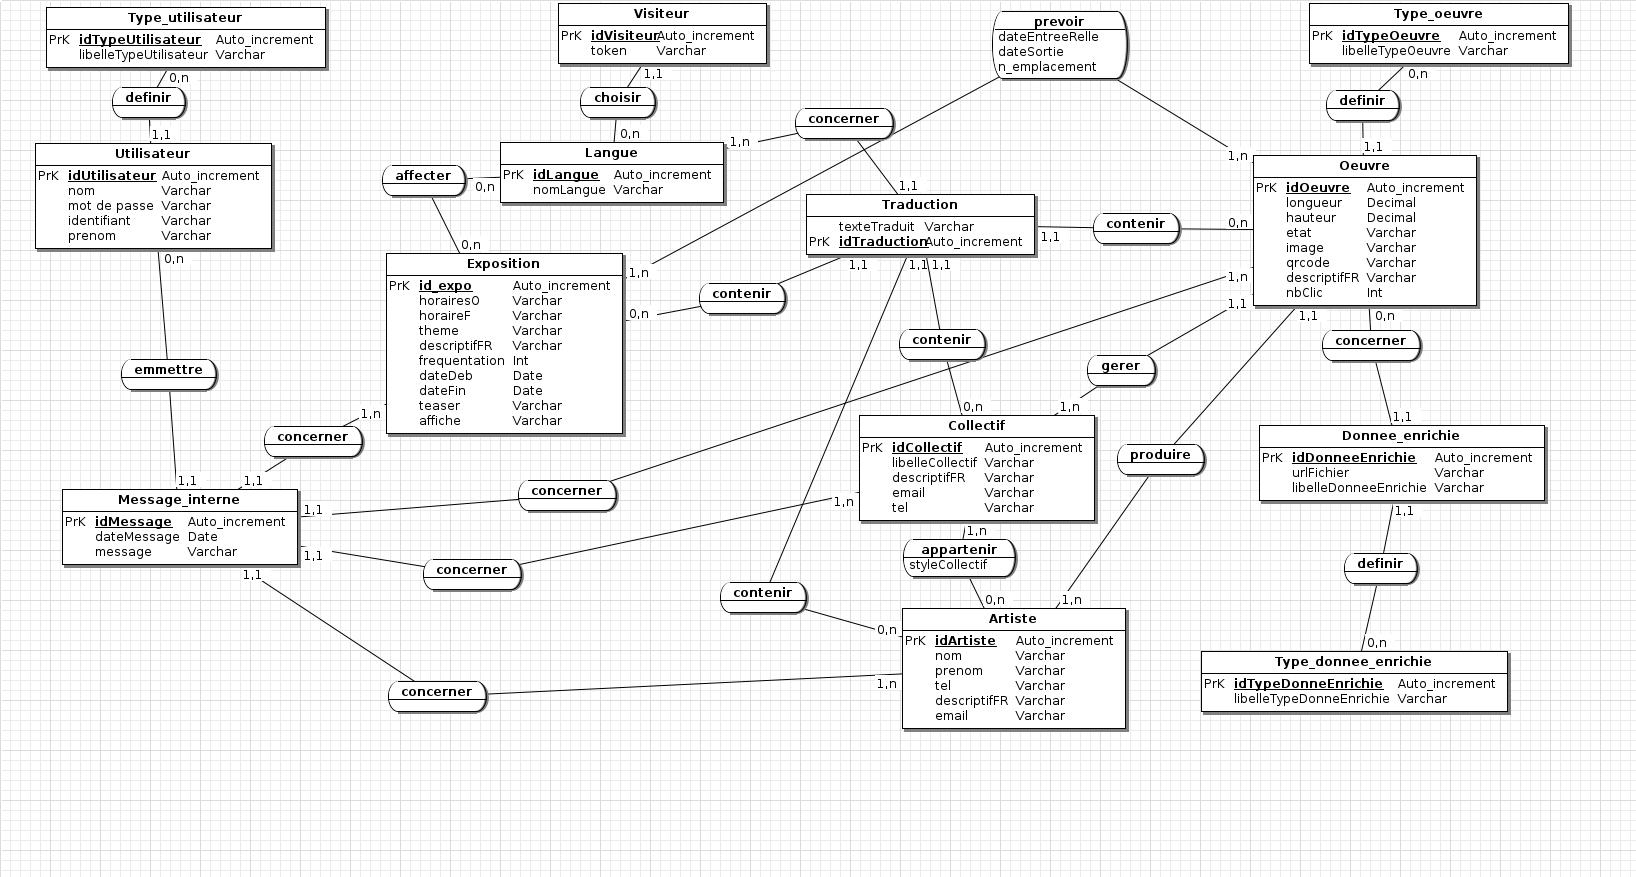 Type_utilisateur
PrK idTypeUtilisateur Auto_increment
libelleTypeUtilisateur Varchar
0,n
definir
1,1
Utilisateur
PrK idUtilisateur Auto_increment
nom Varchar
mot de passe Varchar
identifiant Varchar
prenom Varchar
0,n
emmettre
1,1
Visiteur
PrK idVisiteur Auto_increment
token Varchar
1,1
choisir
0,n
Langue
PrK idLangue Auto_increment
nomLangue Varchar
1,n
concerner
1,1
0,n
affecter
0,n
prevoir
dateEntreeRelle
dateSortie
n_emplacement
1,n
1,n
Type_oeuvre
PrK idTypeOeuvre Auto_increment
libelleTypeOeuvre Varchar
0,n
definir
1,1
Oeuvre
PrK idOeuvre Auto_increment
longueur Decimal
hauteur Decimal
etat Varchar
image Varchar
qrcode Varchar
descriptifFR Varchar
nbClic Int
Traduction
texteTraduit Varchar
PrK idTraduction Auto_increment
1,1
contenir
0,n
1,1
contenir
0,n
1,1
1,1
contenir
0,n
Exposition
PrK id_expo Auto_increment
horairesO Varchar
horaireF Varchar
theme Varchar
descriptifFR Varchar
frequentation Int
dateDeb Date
dateFin Date
teaser Varchar
affiche Varchar
1,n
concerner
1,1
Message_interne
PrK idMessage Auto_increment
dateMessage Date
message Varchar
1,1
concerner
1,n
1,1
concerner
1,n
1,1
concerner
1,n
1,1
gerer
1,n
Collectif
PrK idCollectif Auto_increment
libelleCollectif Varchar
descriptifFR Varchar
email Varchar
tel Varchar
1,n
appartenir
styleCollectif
0,n
contenir
0,n
1,1
produire
1,n
Artiste
PrK idArtiste Auto_increment
nom Varchar
prenom Varchar
tel Varchar
descriptifFR Varchar
email Varchar
0,n
concerner
1,1
Donnee_enrichie
PrK idDonneeEnrichie Auto_increment
urlFichier Varchar
libelleDonneeEnrichie Varchar
1,1
definir
0,n
Type_donnee_enrichie
PrK idTypeDonneEnrichie Auto_increment
libelleTypeDonneEnrichie Varchar